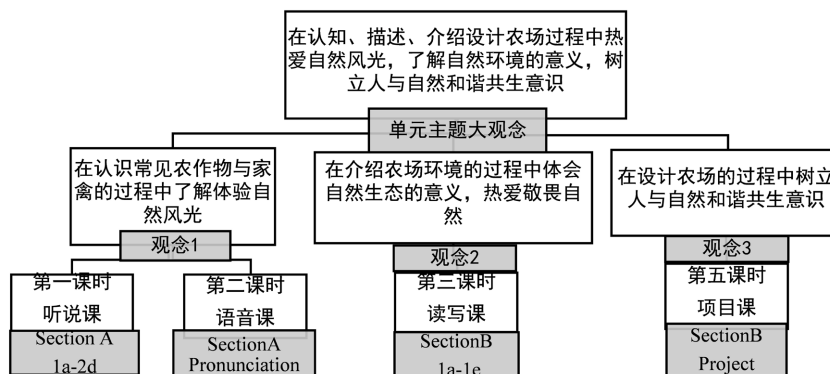 在认知、描述、介绍设计农场过程中热
爱自然风光，了解自然环境的意义，树
立人与自然和谐共生意识
单元主题大观念
在认识常见农作物与家
禽的过程中了解体验自
然风光
观念1
在介绍农场环境的过程中体会
自然生态的意义，热爱敬畏自
然
观念2
在设计农场的过程中树立
人与自然和谐共生意识
观念3
第一课时
听说课
Section A
1a-2d
第二课时
语音课
SectionA
Pronunciation
第三课时
读写课
SectionB
1a-1e
第五课时
项目课
SectionB
Project